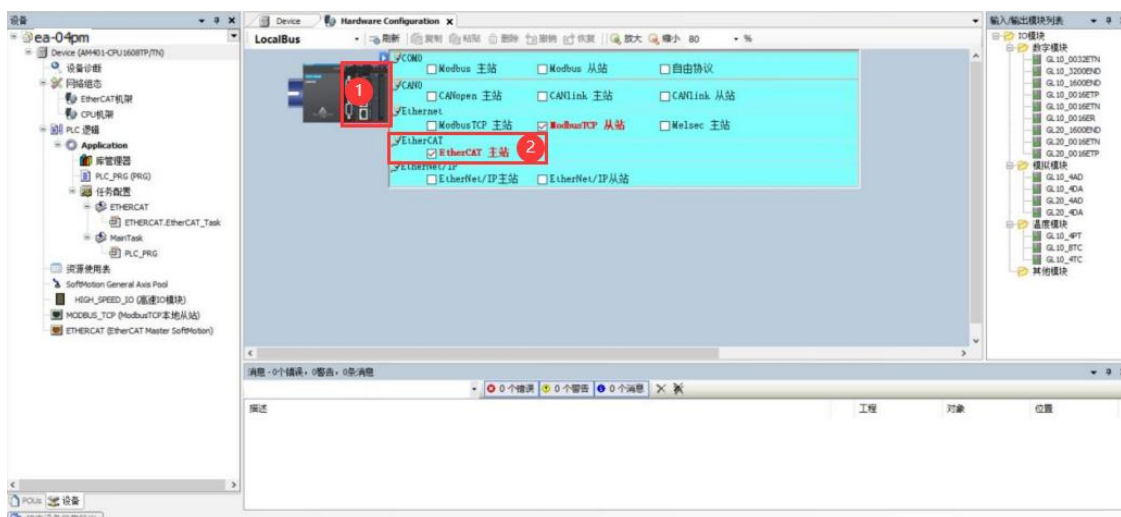 设备
ea-04pm
Device (AM401-CPU1608TP/TN)
设备诊断
网络组态
EtherCAT机架
CPU机架
PLC 逻辑
Application
库管理器
PLC_PRG (PRG)
任务配置
ETHERCAT
ETHERCAT.EtherCAT_Task
MainTask
PLC_PRG
资源使用表
SoftMotion General Axis Pool
HIGH_SPEED_IO (高速IO模块)
MODBUS_TCP (ModbusTCP本地从站)
ETHERCAT (EtherCAT Master SoftMotion)
POUs 设备
Device Hardware Configuration
LocalBus 刷新 复制 粘贴 删除 撤销 恢复 放大 缩小 80 %
COM0
Modbus 主站 Modbus 从站 自由协议
CAN0
CANopen 主站 CANlink 主站 CANlink 从站
Ethernet
ModbusTCP 主站 ModbusTCP 从站 Melsec 主站
EtherCAT
EtherCAT 主站
EtherNet/IP
EtherNet/IP主站 EtherNet/IP从站
1
2
消息 - 0个错误，0警告，0条消息
0 个错误 0 个警告 0 个消息
描述 工程 对象 位置
输入/输出模块列表
IO模块
数字模块
GL10_0032ETN
GL10_3200END
GL10_1600END
GL10_0016ETP
GL10_0016ETN
GL10_0016ER
GL20_1600END
GL20_0016ETN
GL20_0016ETP
模拟模块
GL10_4AD
GL10_4DA
GL20_4AD
GL20_4DA
温度模块
GL10_4PT
GL10_8TC
GL10_4TC
其他模块